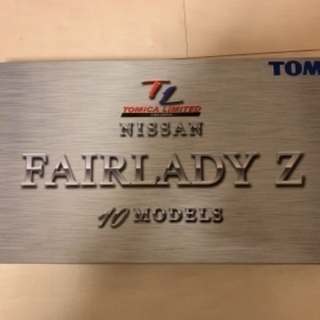 TOM
TL
TOMICA LIMITED
NISSAN
FAIRLADY Z
10 MODELS